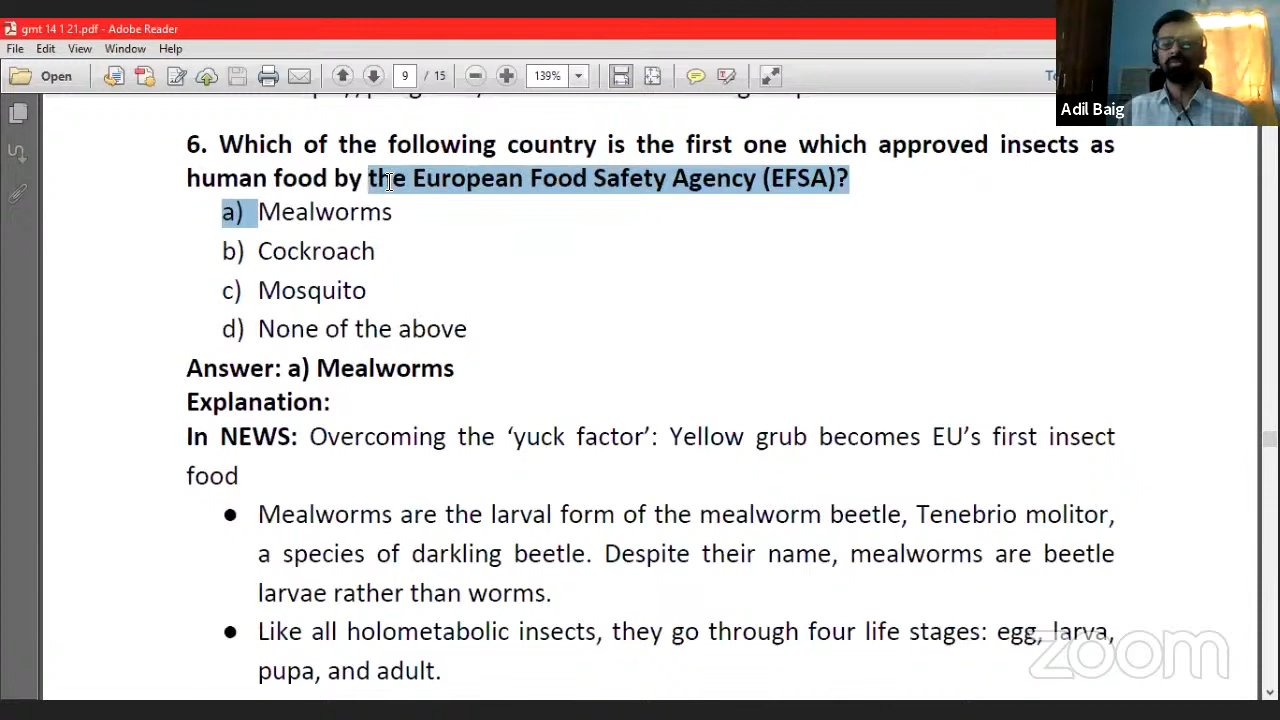 gmt 14 1 21.pdf - Adobe Reader
File Edit View Window Help
Open 9 / 15 139%
Adil Baig
6. Which of the following country is the first one which approved insects as
human food by the European Food Safety Agency (EFSA)?
a) Mealworms
b) Cockroach
c) Mosquito
d) None of the above
Answer: a) Mealworms
Explanation:
In NEWS: Overcoming the ‘yuck factor’: Yellow grub becomes EU’s first insect
food
● Mealworms are the larval form of the mealworm beetle, Tenebrio molitor,
a species of darkling beetle. Despite their name, mealworms are beetle
larvae rather than worms.
● Like all holometabolic insects, they go through four life stages: egg, larva,
pupa, and adult.
zoom